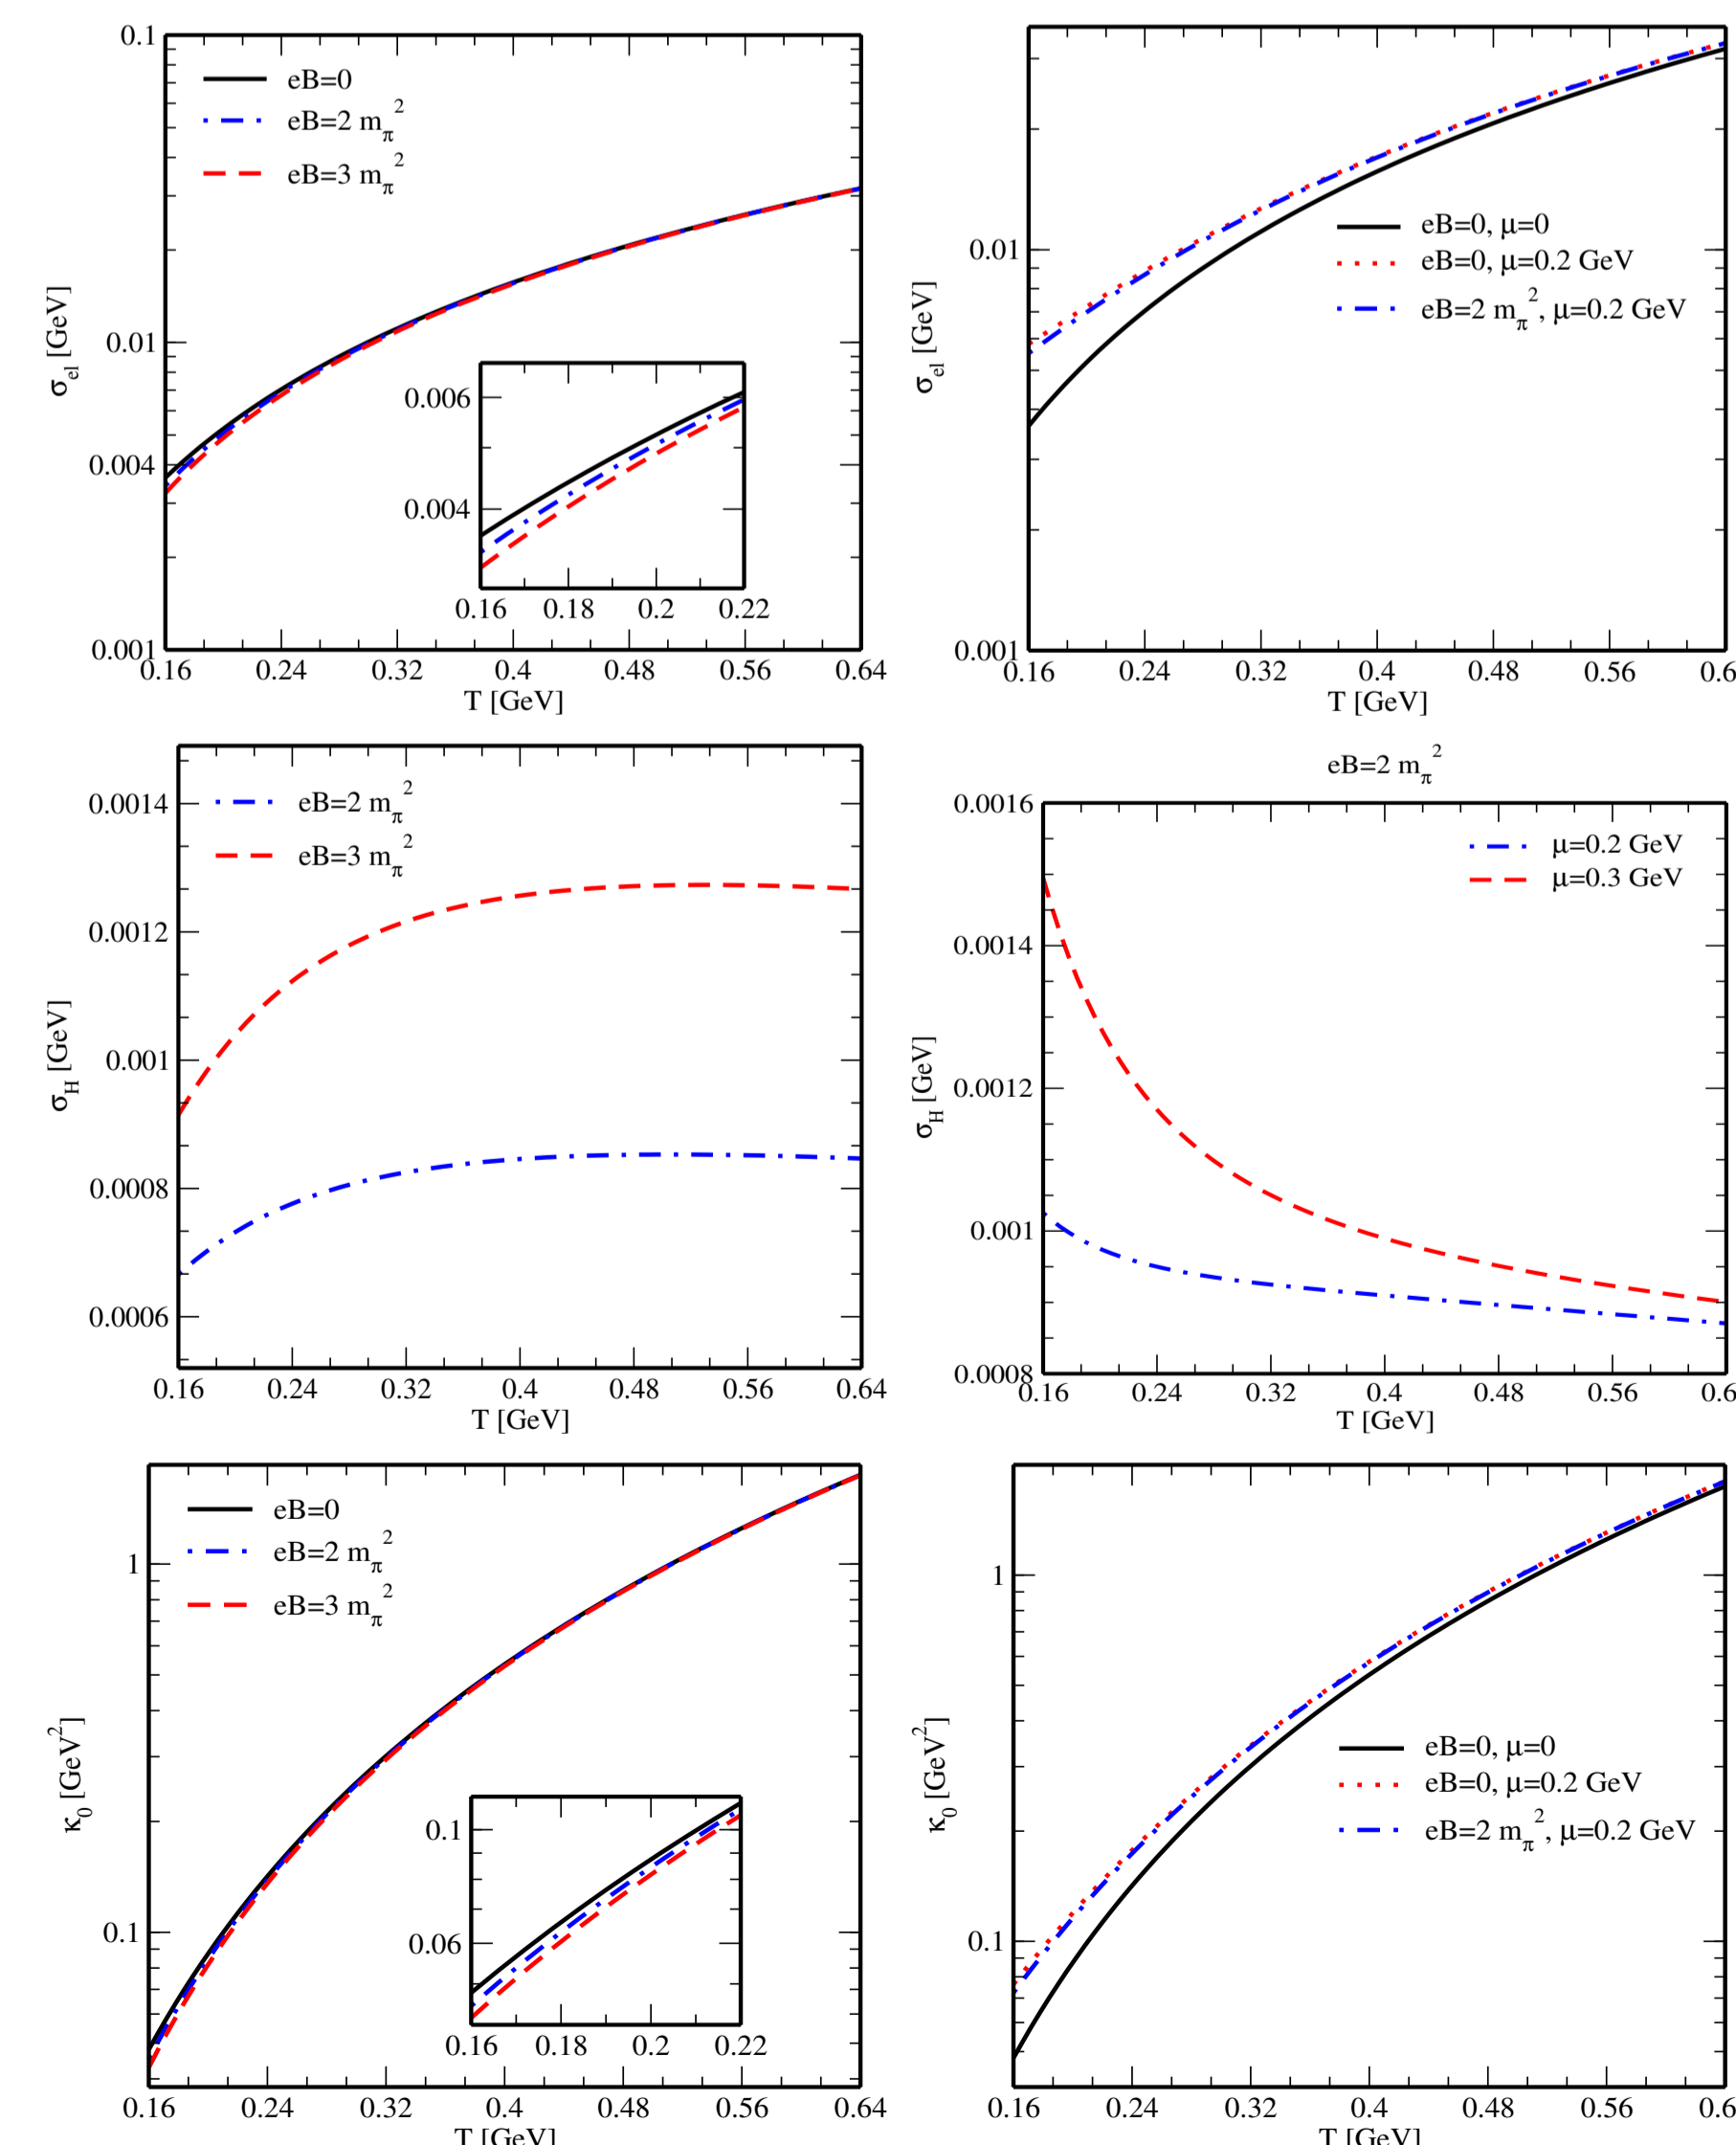 0.1
eB=0
eB=2 m_π^2
eB=3 m_π^2
σ_el [GeV]
0.01
0.004
0.001
0.006
0.004
0.16 0.18 0.2 0.22
0.16 0.24 0.32 0.4 0.48 0.56 0.64
T [GeV]
eB=0, μ=0
eB=0, μ=0.2 GeV
eB=2 m_π^2, μ=0.2 GeV
σ_el [GeV]
0.01
0.001
0.16 0.24 0.32 0.4 0.48 0.56 0.6
T [GeV]
eB=2 m_π^2
eB=3 m_π^2
σ_H [GeV]
0.0014
0.0012
0.001
0.0008
0.0006
0.16 0.24 0.32 0.4 0.48 0.56 0.64
T [GeV]
eB=2 m_π^2
μ=0.2 GeV
μ=0.3 GeV
σ_H [GeV]
0.0016
0.0014
0.0012
0.001
0.0008
0.16 0.24 0.32 0.4 0.48 0.56 0.6
T [GeV]
eB=0
eB=2 m_π^2
eB=3 m_π^2
κ_0 [GeV^2]
1
0.1
0.1
0.06
0.16 0.18 0.2 0.22
0.16 0.24 0.32 0.4 0.48 0.56 0.64
T [GeV]
eB=0, μ=0
eB=0, μ=0.2 GeV
eB=2 m_π^2, μ=0.2 GeV
κ_0 [GeV^2]
1
0.1
0.16 0.24 0.32 0.4 0.48 0.56 0.6
T [GeV]